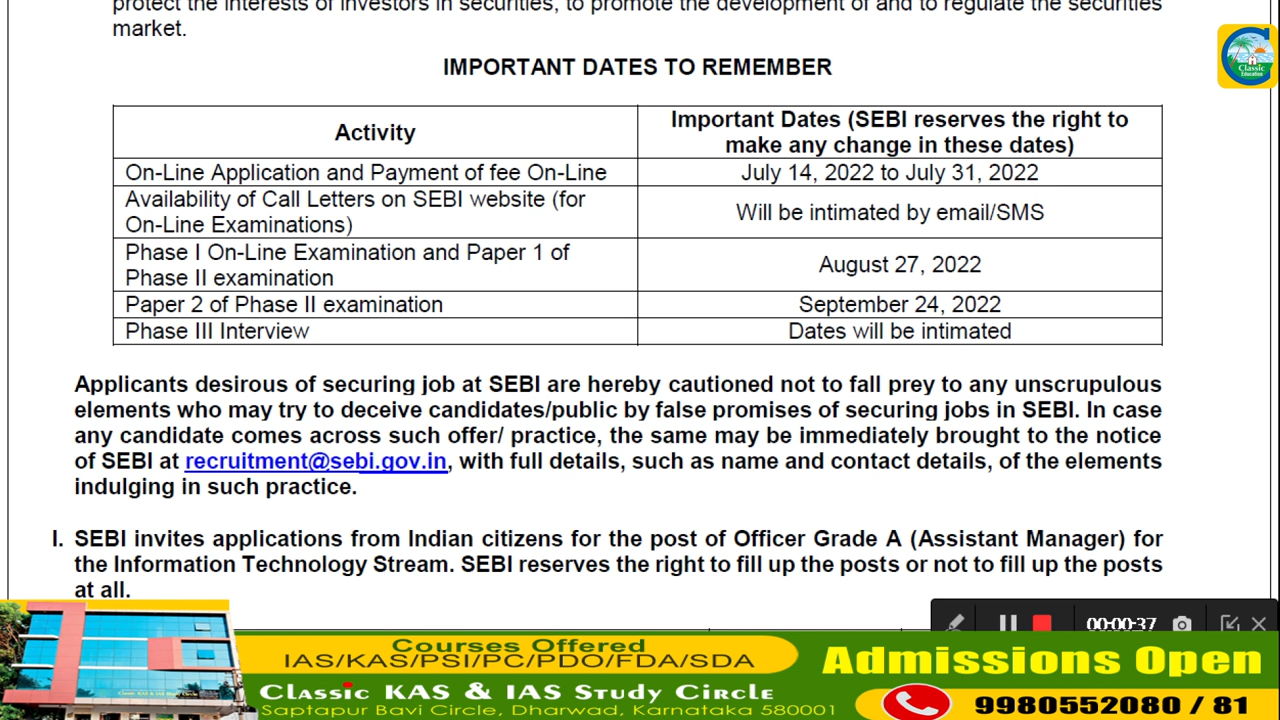 protect the interests of investors in securities, to promote the development of and to regulate the securities
market.
IMPORTANT DATES TO REMEMBER
Activity
Important Dates (SEBI reserves the right to
make any change in these dates)
On-Line Application and Payment of fee On-Line
July 14, 2022 to July 31, 2022
Availability of Call Letters on SEBI website (for
On-Line Examinations)
Will be intimated by email/SMS
Phase I On-Line Examination and Paper 1 of
Phase II examination
August 27, 2022
Paper 2 of Phase II examination
September 24, 2022
Phase III Interview
Dates will be intimated
Applicants desirous of securing job at SEBI are hereby cautioned not to fall prey to any unscrupulous
elements who may try to deceive candidates/public by false promises of securing jobs in SEBI. In case
any candidate comes across such offer/ practice, the same may be immediately brought to the notice
of SEBI at recruitment@sebi.gov.in, with full details, such as name and contact details, of the elements
indulging in such practice.
I. SEBI invites applications from Indian citizens for the post of Officer Grade A (Assistant Manager) for
the Information Technology Stream. SEBI reserves the right to fill up the posts or not to fill up the posts
at all.
Classic
Education
00:00:37
Courses Offered
IAS/KAS/PSI/PC/PDO/FDA/SDA
Classic KAS & IAS Study Circle
Saptapur Bavi Circle, Dharwad, Karnataka 580001
Admissions Open
9980552080 / 81